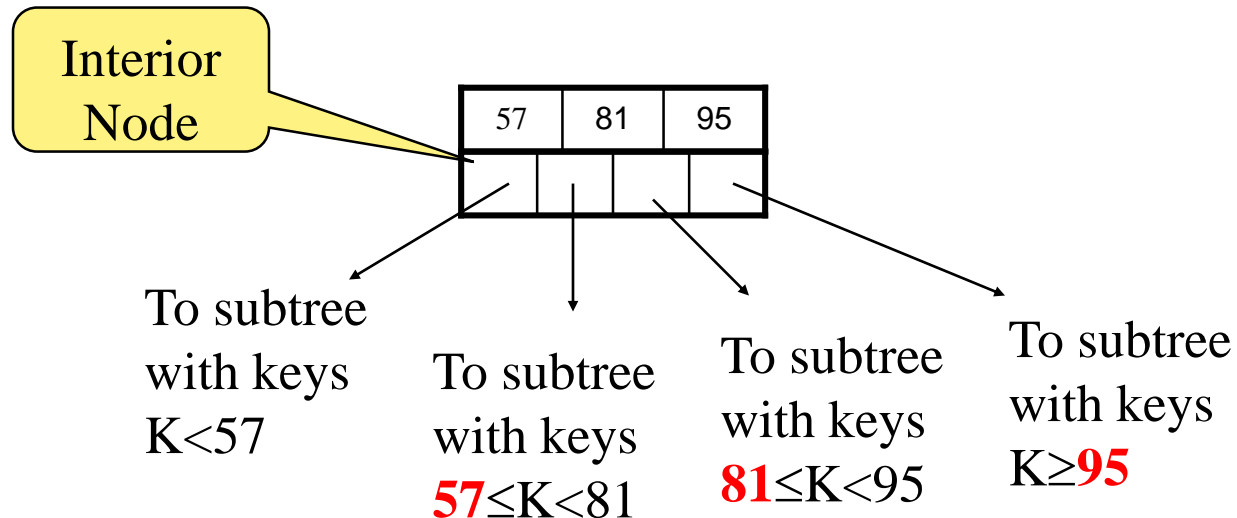 Interior
Node
57 81 95
To subtree
with keys
K<57
To subtree
with keys
57≤K<81
To subtree
with keys
81≤K<95
To subtree
with keys
K≥95